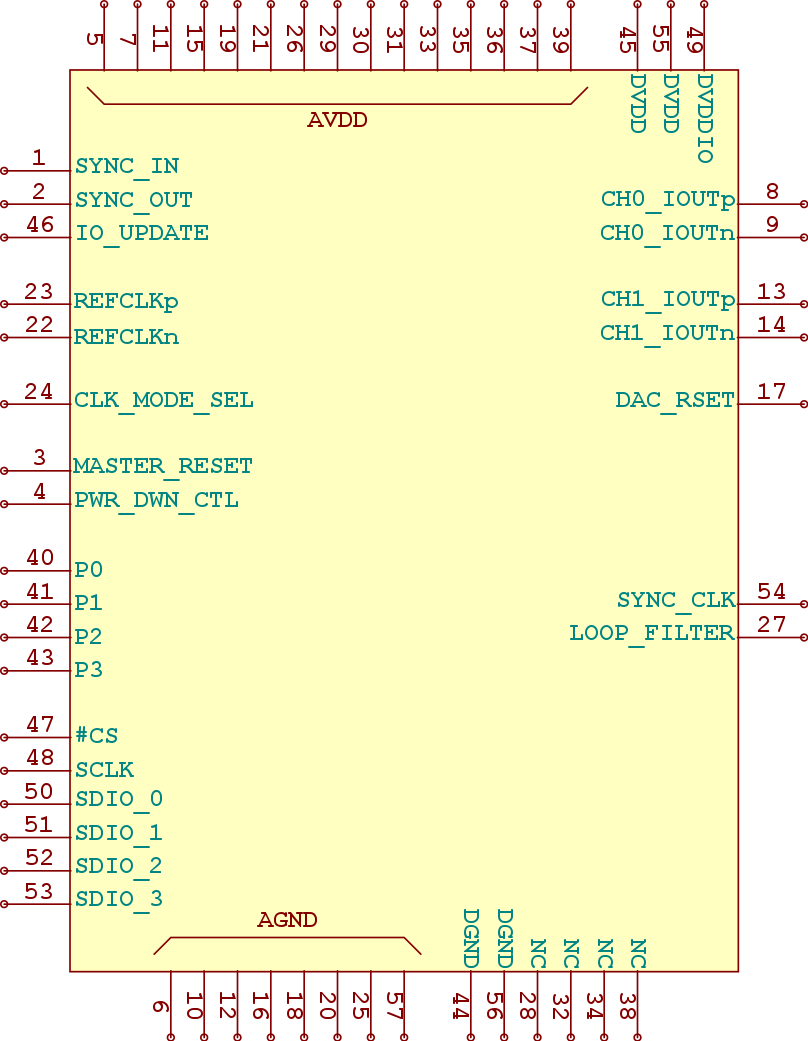 5 7 11 15 19 21 26 29 30 31 33 35 36 37 39 45 55 49
AVDD DVDD DVDD DVDDIO
1 SYNC_IN
2 SYNC_OUT CH0_IOUTp 8
46 IO_UPDATE CH0_IOUTn 9
23 REFCLKp CH1_IOUTp 13
22 REFCLKn CH1_IOUTn 14
24 CLK_MODE_SEL DAC_RSET 17
3 MASTER_RESET
4 PWR_DWN_CTL
40 P0
41 P1 SYNC_CLK 54
42 P2 LOOP_FILTER 27
43 P3
47 #CS
48 SCLK
50 SDIO_0
51 SDIO_1
52 SDIO_2
53 SDIO_3
AGND DGND DGND NC NC NC NC
6 10 12 16 18 20 25 57 44 56 28 32 34 38